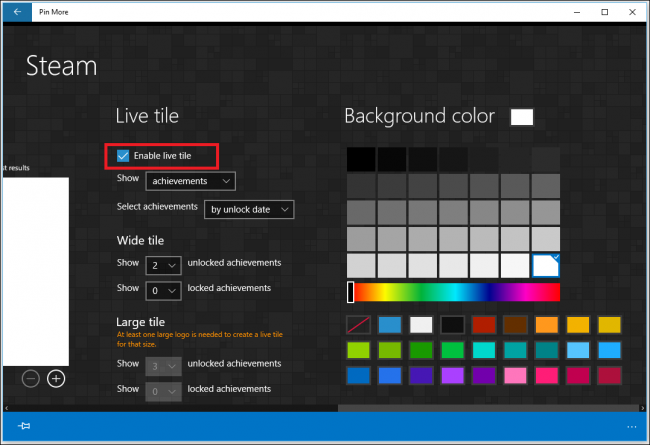 Pin More
Steam
st results
Live tile
Enable live tile
Show achievements
Select achievements by unlock date
Wide tile
Show 2 unlocked achievements
Show 0 locked achievements
Large tile
At least one large logo is needed to create a live tile
for that size.
Show 3 unlocked achievements
Show 0 locked achievements
Background color